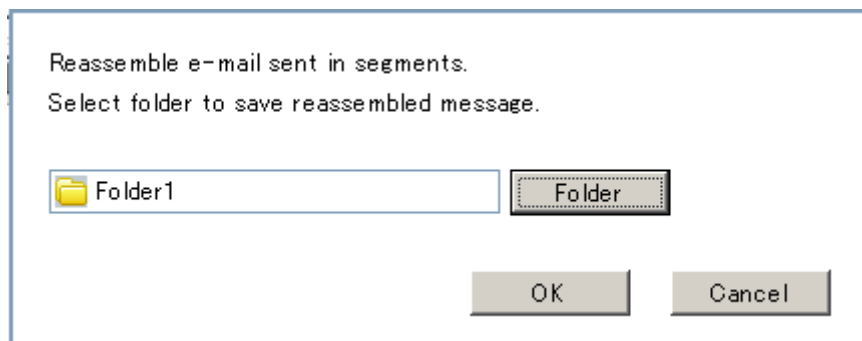 Reassemble e-mail sent in segments.
Select folder to save reassembled message.
Folder1 Folder
OK Cancel